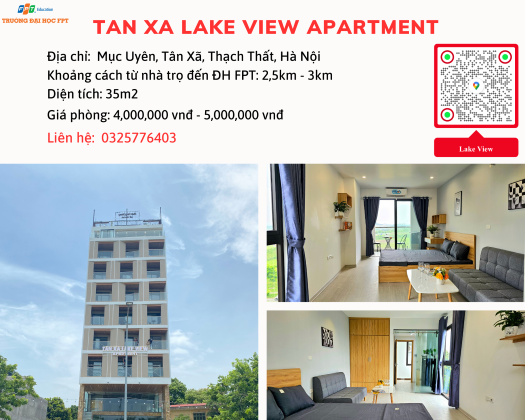 FPT Education
TRƯỜNG ĐẠI HỌC FPT
TAN XA LAKE VIEW APARTMENT
Địa chỉ: Mục Uyên, Tân Xã, Thạch Thất, Hà Nội
Khoảng cách từ nhà trọ đến ĐH FPT: 2,5km - 3km
Diện tích: 35m2
Giá phòng: 4,000,000 vnđ - 5,000,000 vnđ
Liên hệ: 0325776403
Lake View